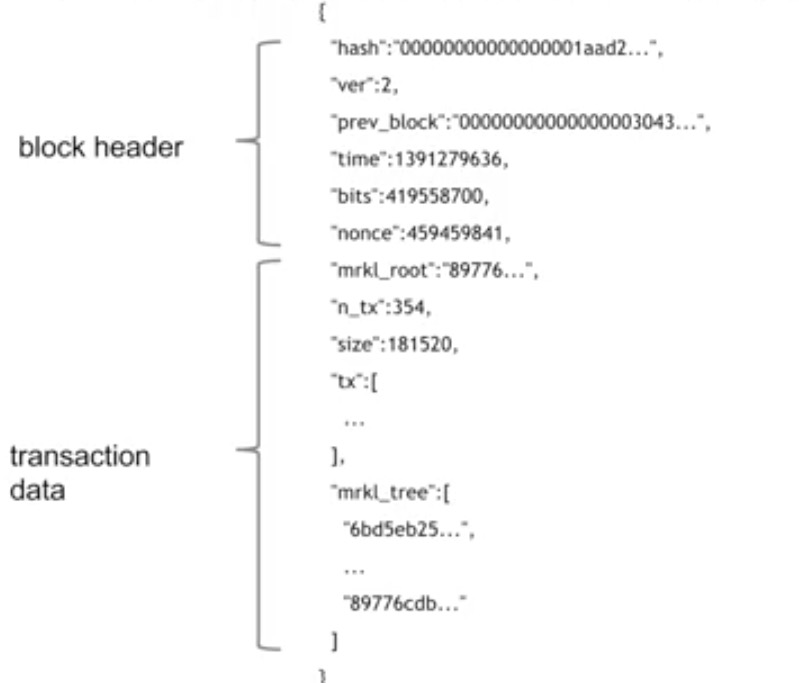 {
"hash":"00000000000000001aad2...",
"ver":2,
"prev_block":"00000000000000003043...",
block header
"time":1391279636,
"bits":419558700,
"nonce":459459841,
"mrkl_root":"89776...",
"n_tx":354,
"size":181520,
"tx":[
...
],
transaction
data
"mrkl_tree":[
"6bd5eb25...",
...
"89776cdb..."
]
}